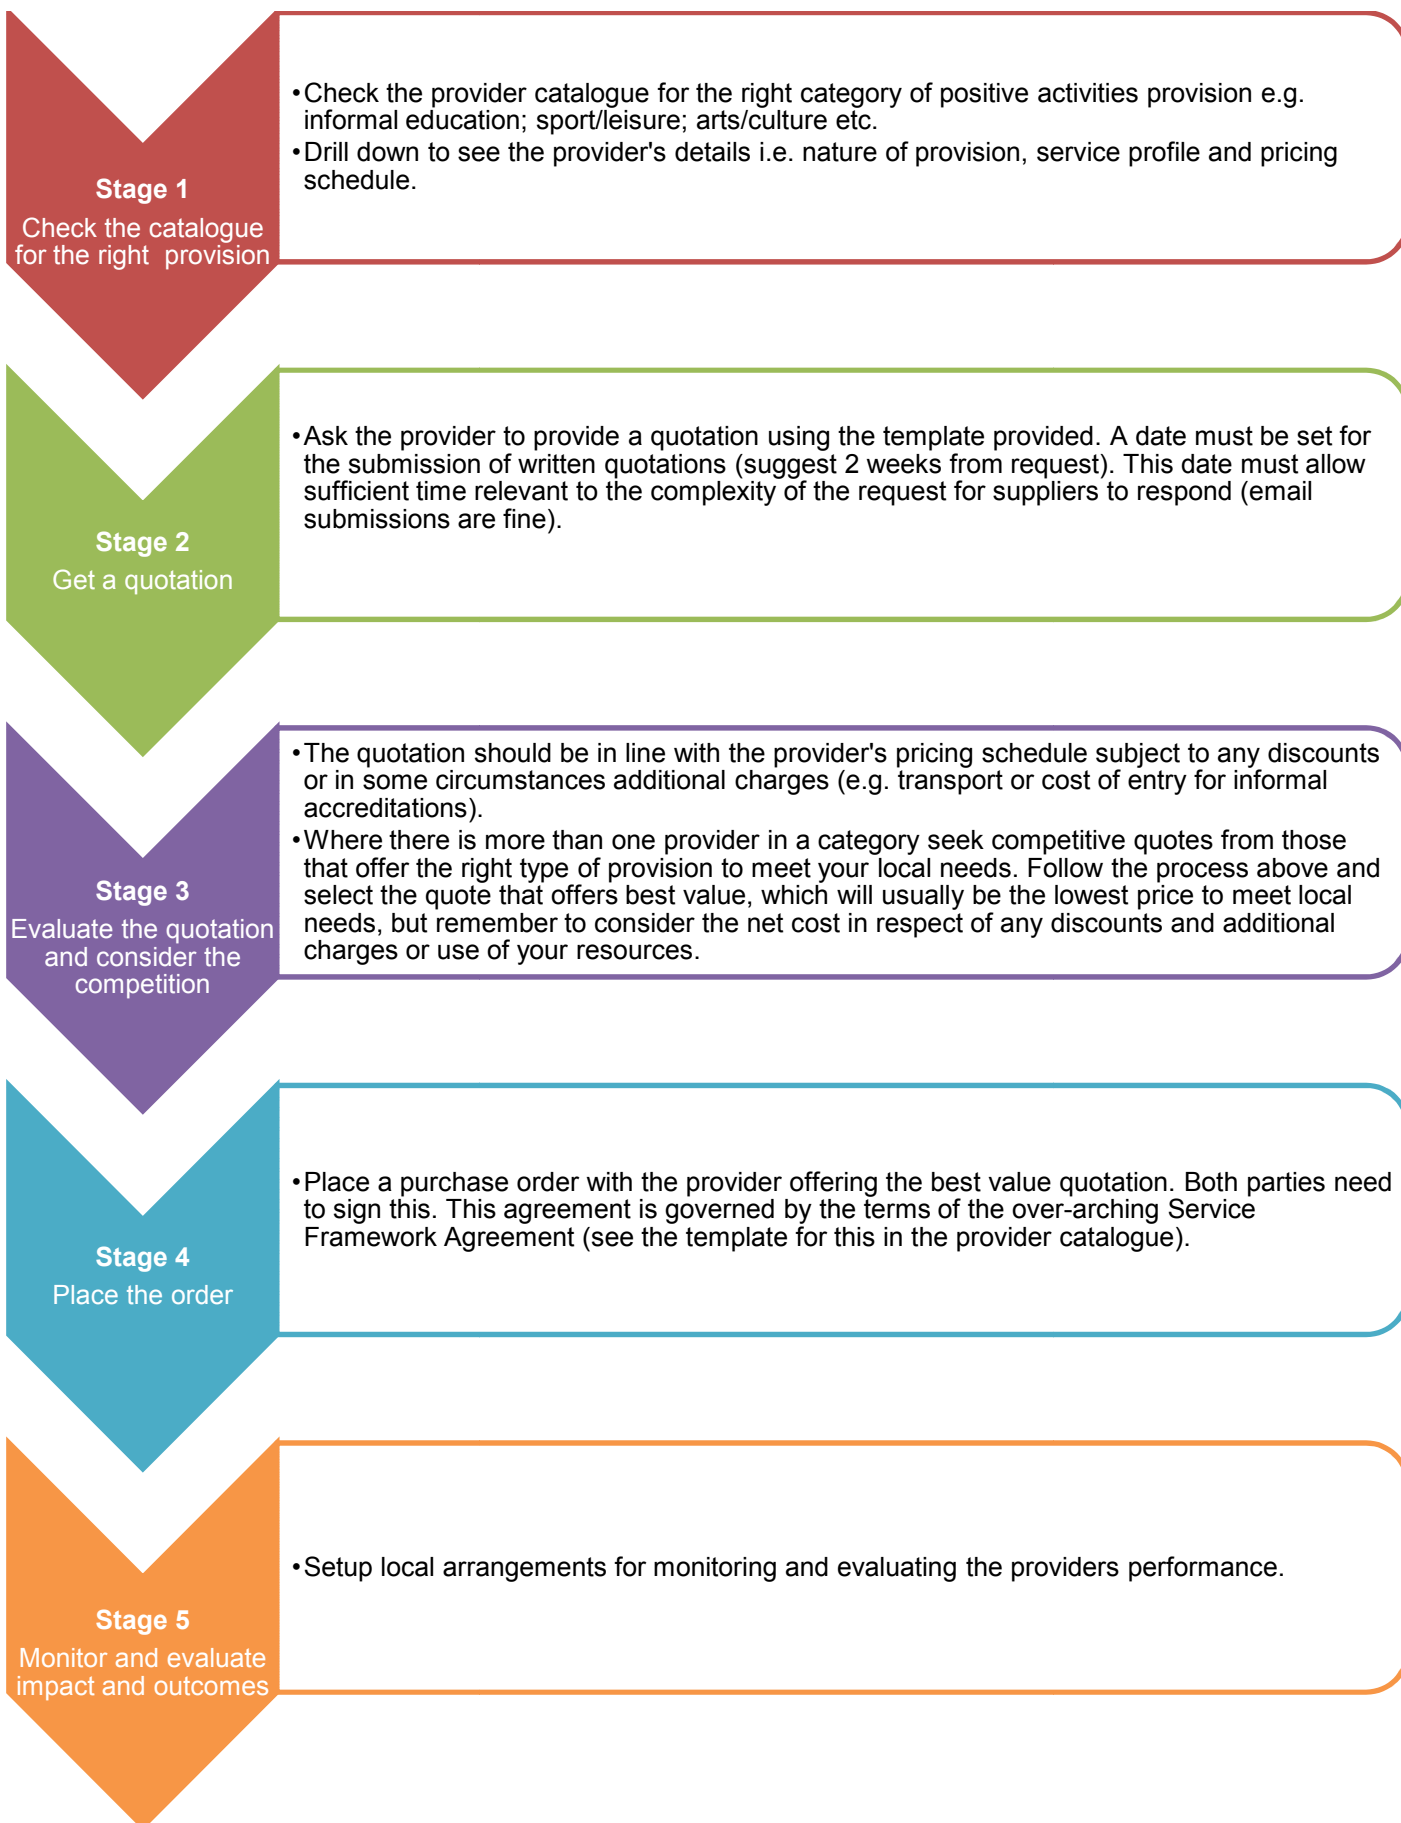 Stage 1
Check the catalogue
for the right provision
•Check the provider catalogue for the right category of positive activities provision e.g.
informal education; sport/leisure; arts/culture etc.
•Drill down to see the provider's details i.e. nature of provision, service profile and pricing
schedule.
Stage 2
Get a quotation
•Ask the provider to provide a quotation using the template provided. A date must be set for
the submission of written quotations (suggest 2 weeks from request). This date must allow
sufficient time relevant to the complexity of the request for suppliers to respond (email
submissions are fine).
Stage 3
Evaluate the quotation
and consider the
competition
•The quotation should be in line with the provider's pricing schedule subject to any discounts
or in some circumstances additional charges (e.g. transport or cost of entry for informal
accreditations).
•Where there is more than one provider in a category seek competitive quotes from those
that offer the right type of provision to meet your local needs. Follow the process above and
select the quote that offers best value, which will usually be the lowest price to meet local
needs, but remember to consider the net cost in respect of any discounts and additional
charges or use of your resources.
Stage 4
Place the order
•Place a purchase order with the provider offering the best value quotation. Both parties need
to sign this. This agreement is governed by the terms of the over-arching Service
Framework Agreement (see the template for this in the provider catalogue).
Stage 5
Monitor and evaluate
impact and outcomes
•Setup local arrangements for monitoring and evaluating the providers performance.